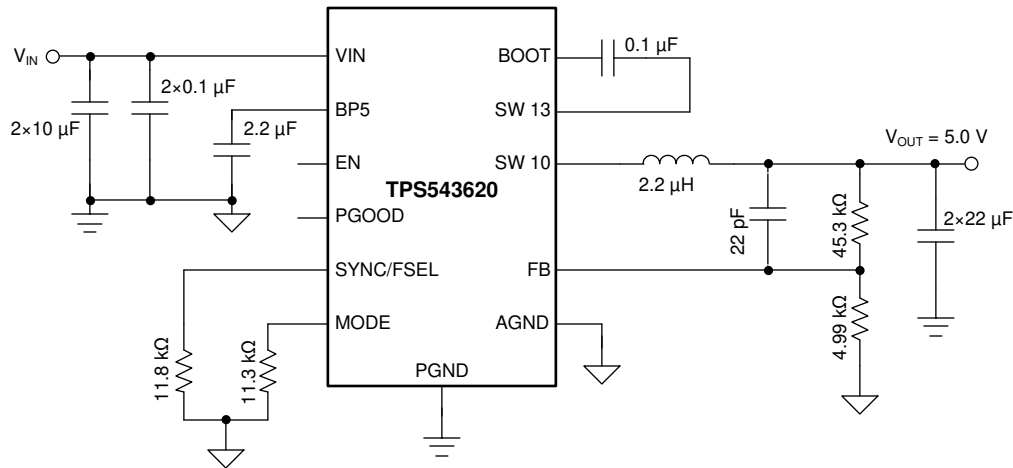 V_IN
VIN
BOOT
0.1 µF
2×0.1 µF
2×10 µF
BP5
2.2 µF
SW 13
EN
SW 10
2.2 µH
V_OUT = 5.0 V
TPS543620
PGOOD
22 pF
45.3 kΩ
2×22 µF
SYNC/FSEL
FB
MODE
AGND
11.8 kΩ
11.3 kΩ
4.99 kΩ
PGND